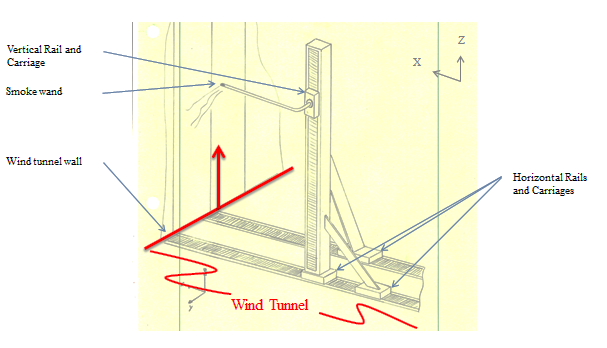 Vertical Rail and
Carriage
Z
X
Smoke wand
Wind tunnel wall
Horizontal Rails
and Carriages
y
Wind Tunnel